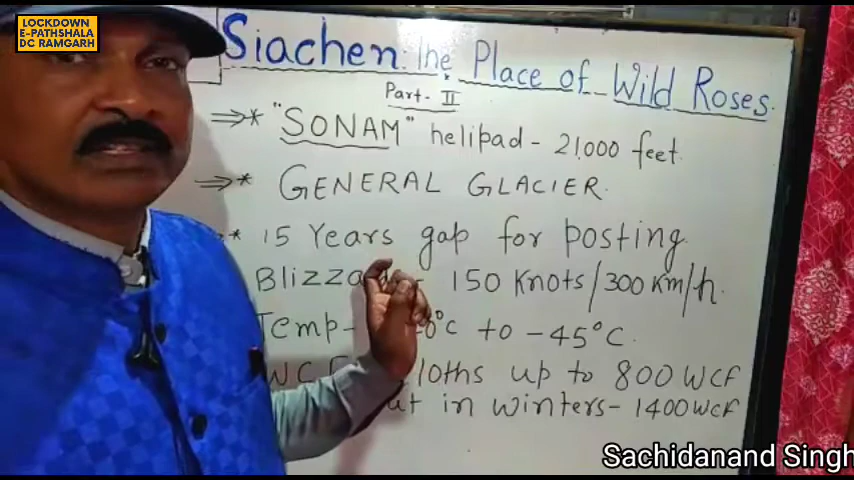 LOCKDOWN
E-PATHSHALA
DC RAMGARH
Siachen: The Place of Wild Roses.
Part-II
⇒* "SONAM" helipad - 21,000 feet.
⇒* GENERAL GLACIER.
* 15 Years gap for posting
- 150 Knots/300 Km/h.
Temp- °C to -45°C.
up to 800 WCF
in winters- 1400 WCF
Sachidanand Singh